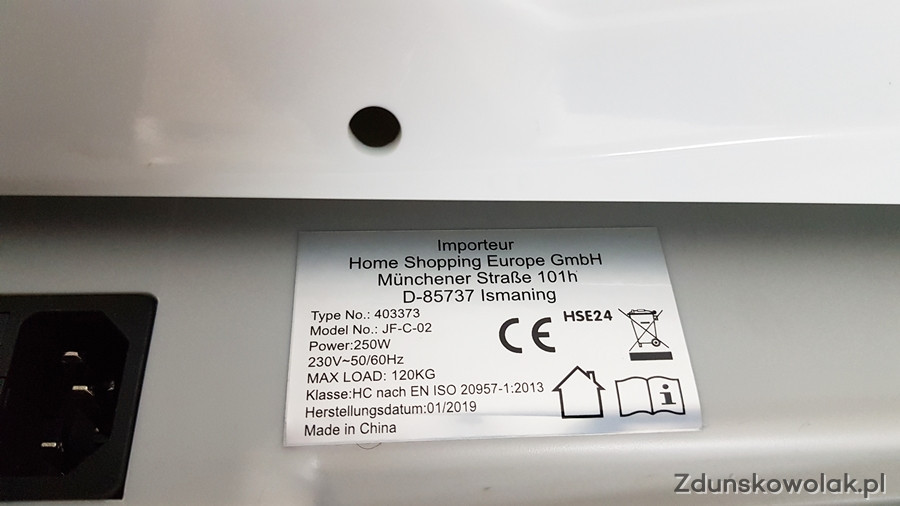 Importeur
Home Shopping Europe GmbH
Münchener Straße 101h
D-85737 Ismaning
Type No.: 403373
Model No.: JF-C-02
Power:250W
230V~50/60Hz
MAX LOAD: 120KG
Klasse:HC nach EN ISO 20957-1:2013
Herstellungsdatum:01/2019
Made in China
CE
HSE24
i
Zdunskowolak.pl